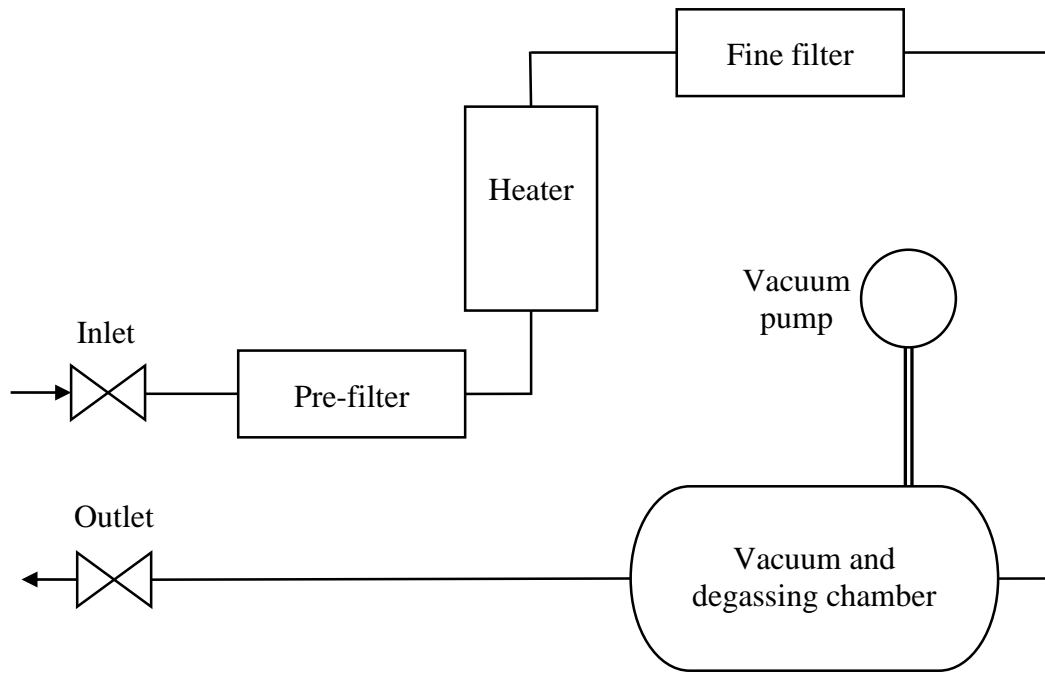 Fine filter
Heater
Vacuum
pump
Inlet
Pre-filter
Outlet
Vacuum and
degassing chamber